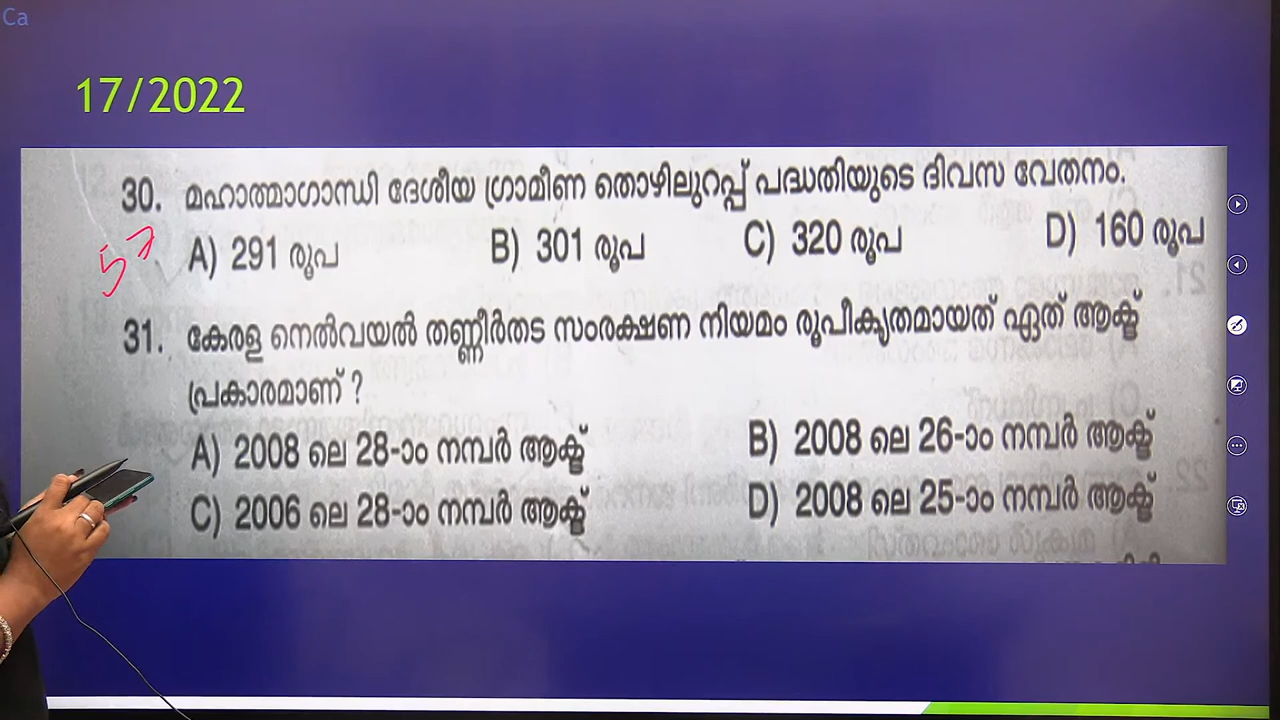 Ca
17/2022
30. മഹാത്മാഗാന്ധി ദേശീയ ഗ്രാമീണ തൊഴിലുറപ്പ് പദ്ധതിയുടെ ദിവസ വേതനം.
A) 291 രൂപ B) 301 രൂപ C) 320 രൂപ D) 160 രൂപ
57
31. കേരള നെൽവയൽ തണ്ണീർതട സംരക്ഷണ നിയമം രൂപീകൃതമായത് ഏത് ആക്ട്
പ്രകാരമാണ് ?
A) 2008 ലെ 28-ാം നമ്പർ ആക്ട് B) 2008 ലെ 26-ാം നമ്പർ ആക്ട്
C) 2006 ലെ 28-ാം നമ്പർ ആക്ട് D) 2008 ലെ 25-ാം നമ്പർ ആക്ട്